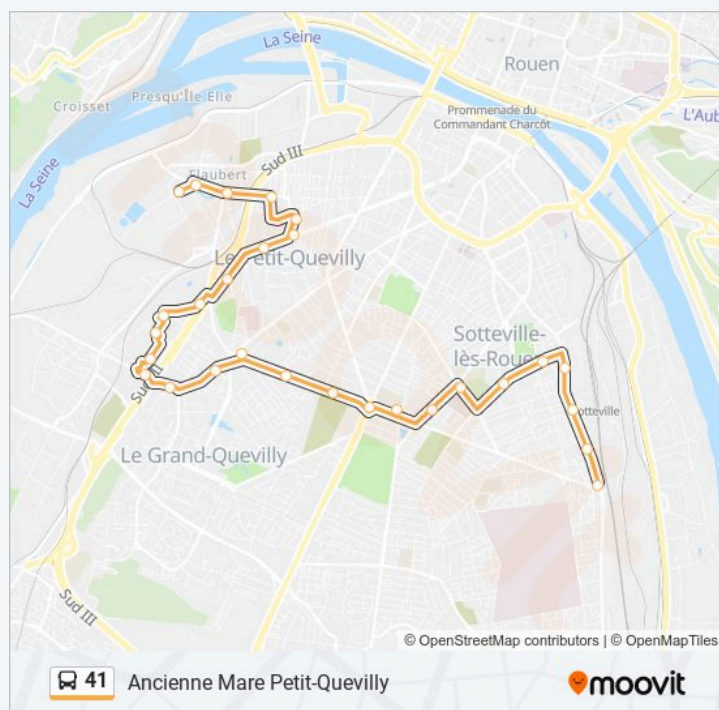 La Seine
Rouen
Croisset
Presqu'Île Elie
Prommenade du
Commandant Charcot
L'Aub
La Seine
Flaubert
Sud III
Le Petit-Quevilly
Sotteville-
lès-Rouen
Sud III
Sotteville
Le Grand-Quevilly
Sud III
© OpenStreetMap contributors | © OpenMapTiles
41 Ancienne Mare Petit-Quevilly
moovit